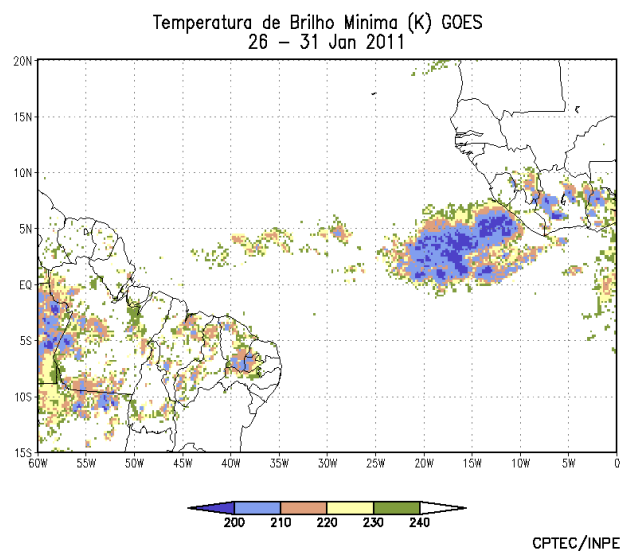 Temperatura de Brilho Mínima (K) GOES
26 – 31 Jan 2011
20N
15N
10N
5N
EQ
5S
10S
15S
60W 55W 50W 45W 40W 35W 30W 25W 20W 15W 10W 5W 0
200 210 220 230 240
CPTEC/INPE